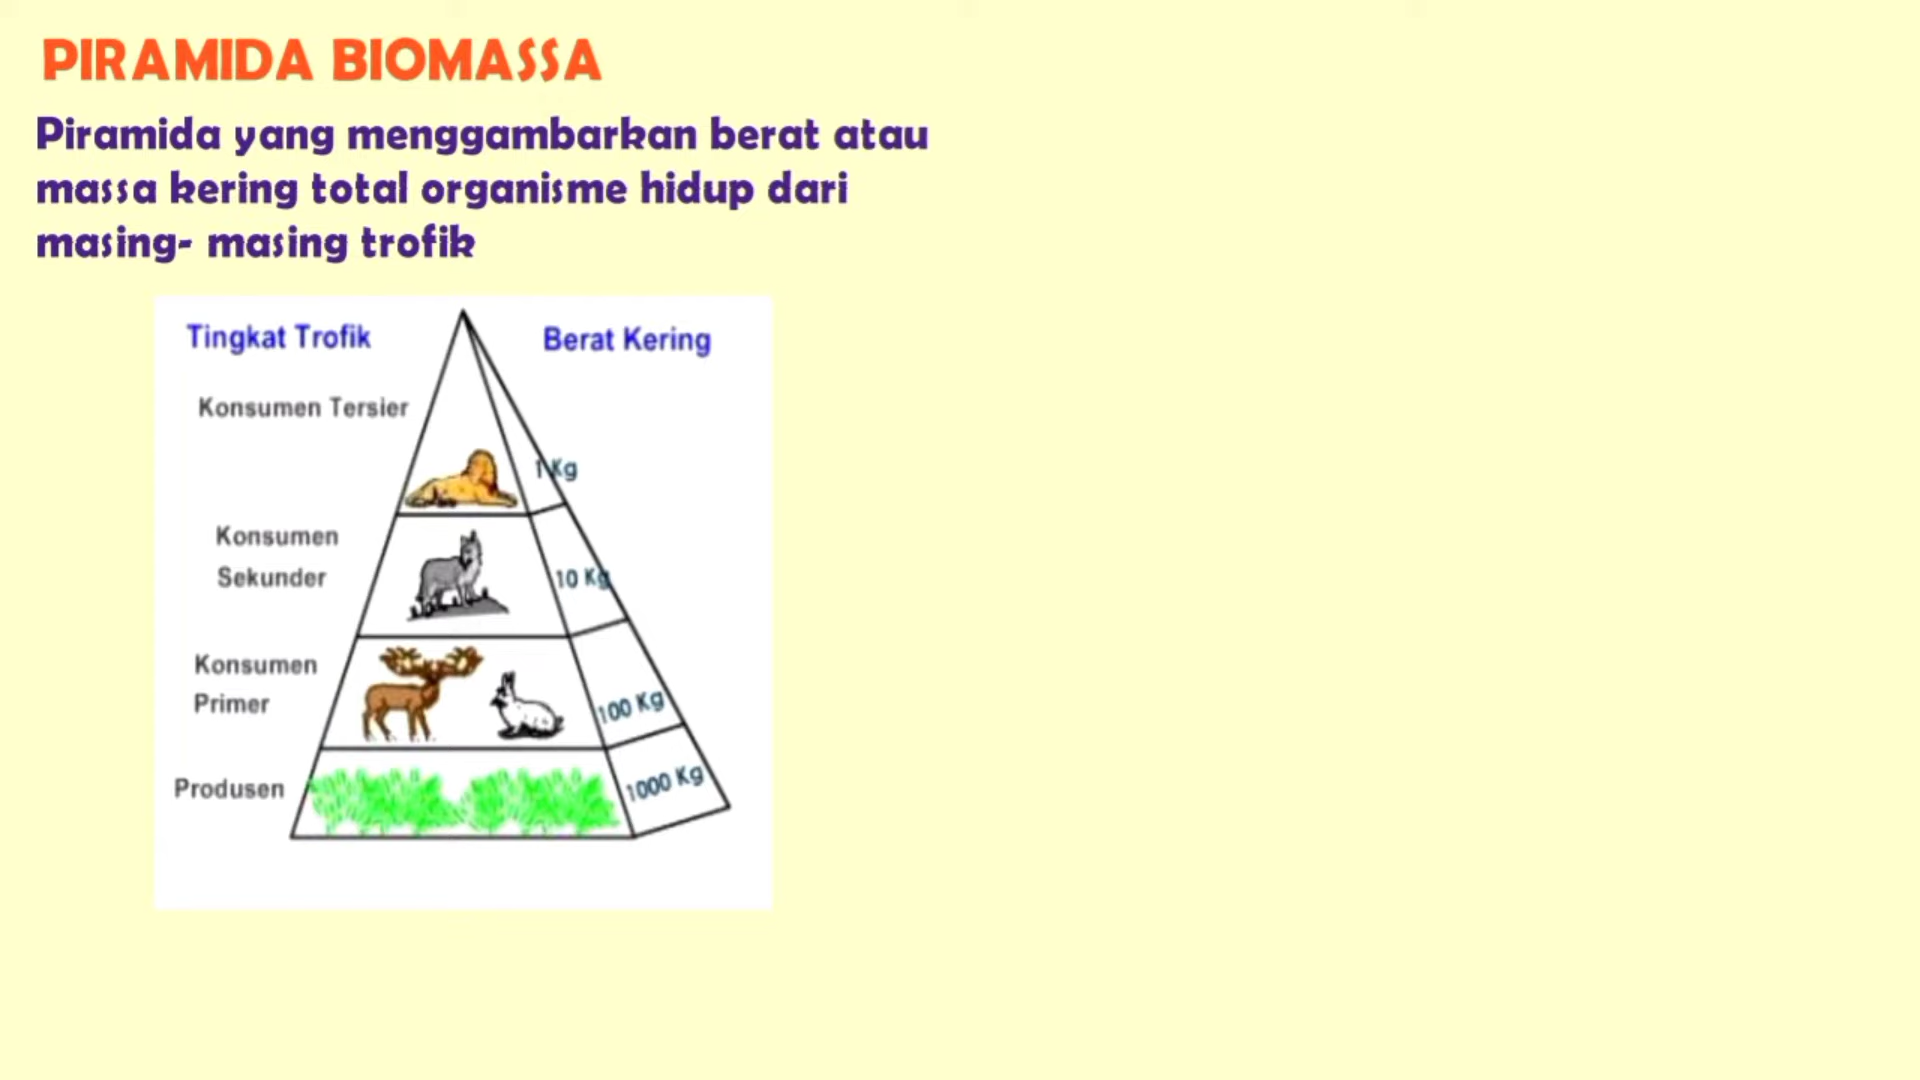 PIRAMIDA BIOMASSA
Piramida yang menggambarkan berat atau
massa kering total organisme hidup dari
masing- masing trofik
Tingkat Trofik
Berat Kering
Konsumen Tersier
1 Kg
Konsumen
Sekunder
10 Kg
Konsumen
Primer
100 Kg
Produsen
1000 Kg